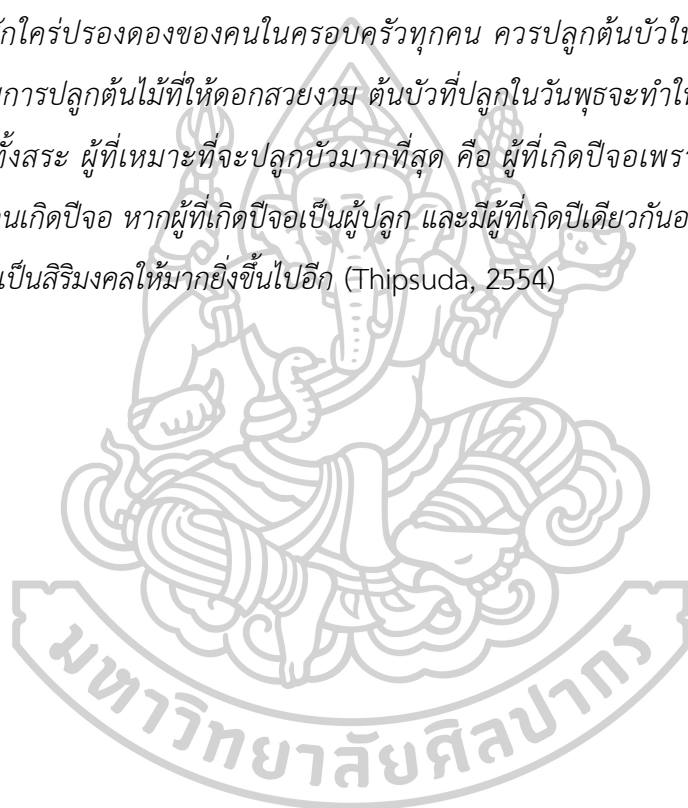 รักใคร่ปรองดองของคนในครอบครัวทุกคน ควรปลูกต้นบัวใน
การปลูกต้นไม้ที่ให้ดอกสวยงาม ต้นบัวที่ปลูกในวันพุธจะทำให้
ทั้งสระ ผู้ที่เหมาะที่จะปลูกบัวมากที่สุด คือ ผู้ที่เกิดปีจอเพรา
นเกิดปีจอ หากผู้ที่เกิดปีจอเป็นผู้ปลูก และมีผู้ที่เกิดปีเดียวกันอ
เป็นสิริมงคลให้มากยิ่งขึ้นไปอีก (Thipsuda, 2554)
มหาวิทยาลัยศิลปากร